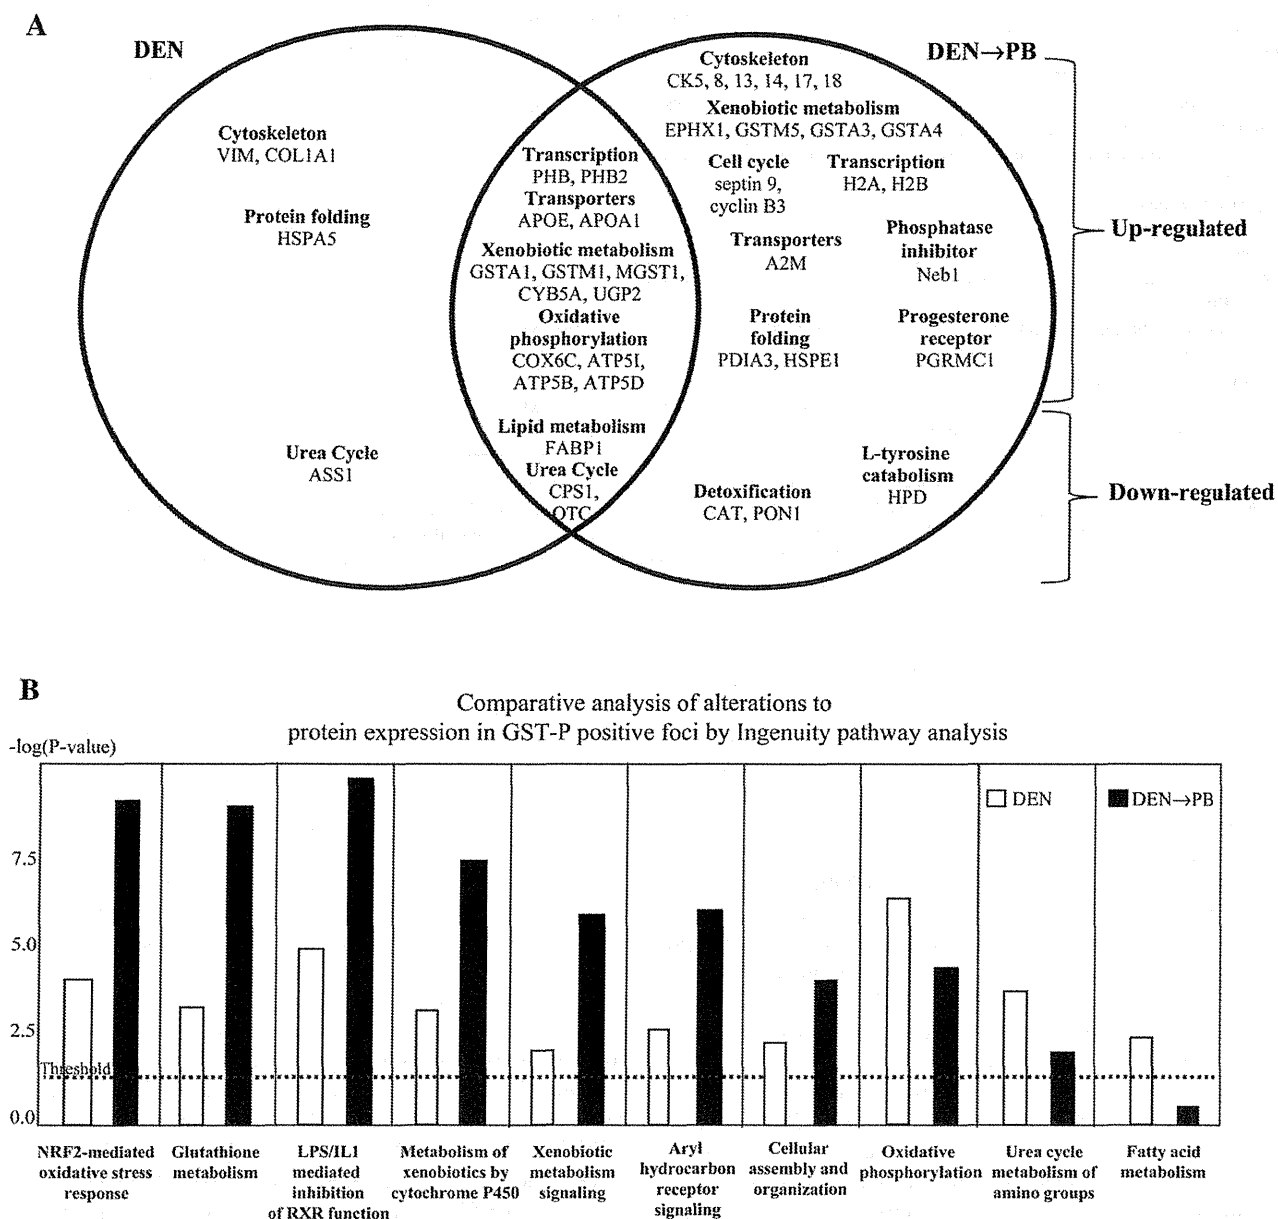 A
DEN
DEN→PB
Cytoskeleton
VIM, COL1A1
Protein folding
HSPA5
Urea Cycle
ASS1
Transcription
PHB, PHB2
Transporters
APOE, APOA1
Xenobiotic metabolism
GSTA1, GSTM1, MGST1,
CYB5A, UGP2
Oxidative
phosphorylation
COX6C, ATP5I,
ATP5B, ATP5D
Lipid metabolism
FABP1
Urea Cycle
CPS1,
OTC
Cytoskeleton
CK5, 8, 13, 14, 17, 18
Xenobiotic metabolism
EPHX1, GSTM5, GSTA3, GSTA4
Cell cycle
septin 9,
cyclin B3
Transcription
H2A, H2B
Transporters
A2M
Phosphatase
inhibitor
Neb1
Protein
folding
PDIA3, HSPE1
Progesterone
receptor
PGRMC1
Detoxification
CAT, PON1
L-tyrosine
catabolism
HPD
Up-regulated
Down-regulated
B
Comparative analysis of alterations to
protein expression in GST-P positive foci by Ingenuity pathway analysis
-log(P-value)
7.5
5.0
2.5
0.0
Threshold
DEN
DEN→PB
NRF2-mediated
oxidative stress
response
Glutathione
metabolism
LPS/IL1
mediated
inhibition
of RXR function
Metabolism of
xenobiotics by
cytochrome P450
Xenobiotic
metabolism
signaling
Aryl
hydrocarbon
receptor
signaling
Cellular
assembly and
organization
Oxidative
phosphorylation
Urea cycle
metabolism of
amino groups
Fatty acid
metabolism